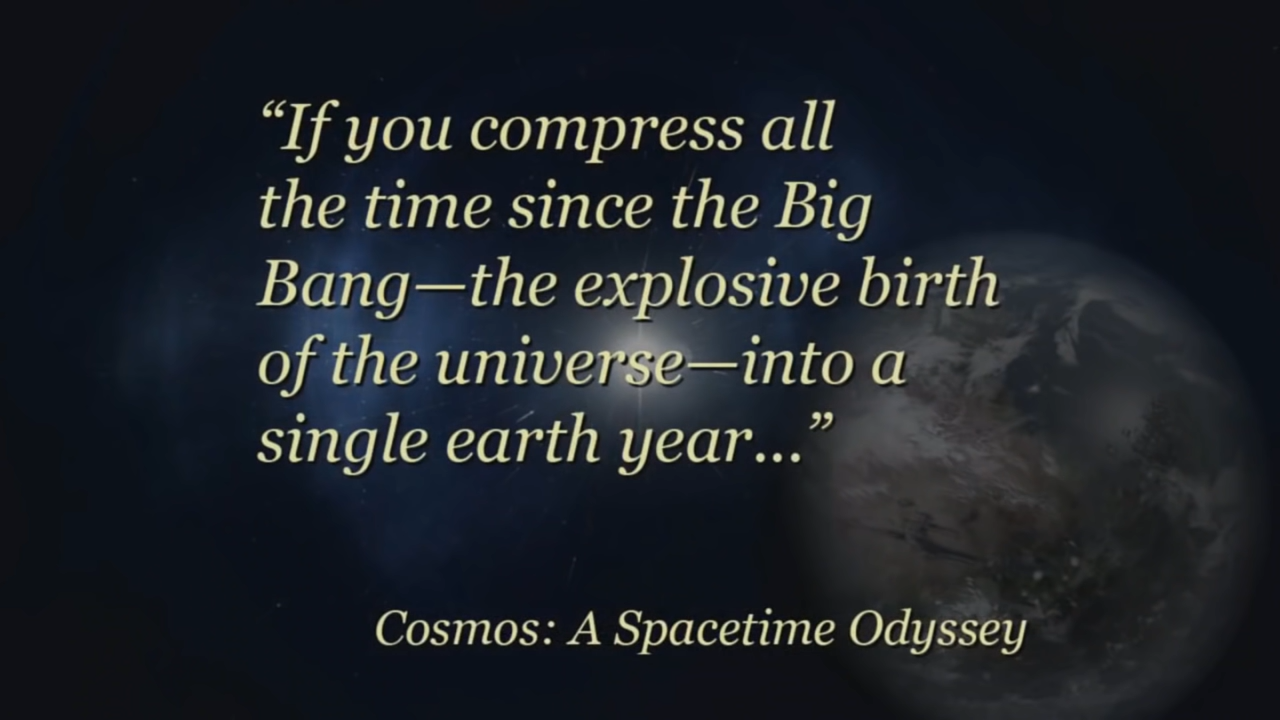 “If you compress all
the time since the Big
Bang—the explosive birth
of the universe—into a
single earth year...”
Cosmos: A Spacetime Odyssey